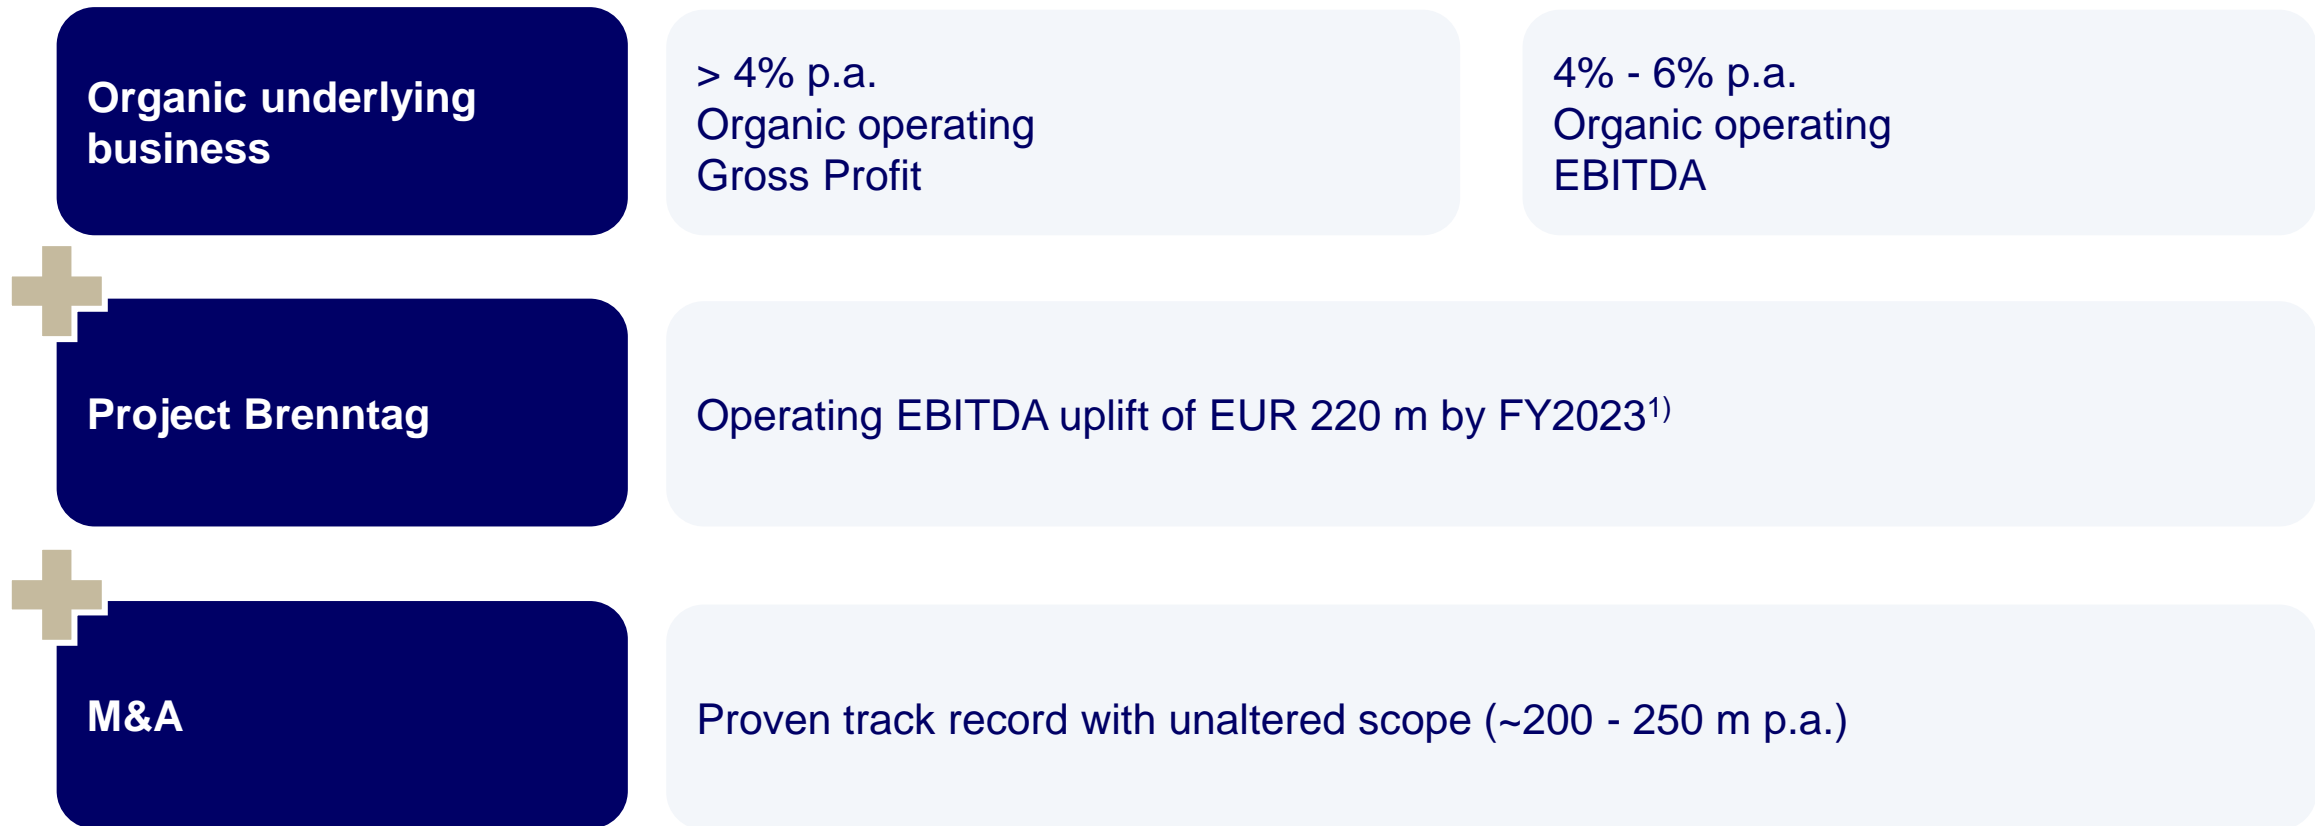 Organic underlying
business
> 4% p.a.
Organic operating
Gross Profit
4% - 6% p.a.
Organic operating
EBITDA
Project Brenntag
Operating EBITDA uplift of EUR 220 m by FY2023¹⁾
M&A
Proven track record with unaltered scope (~200 - 250 m p.a.)